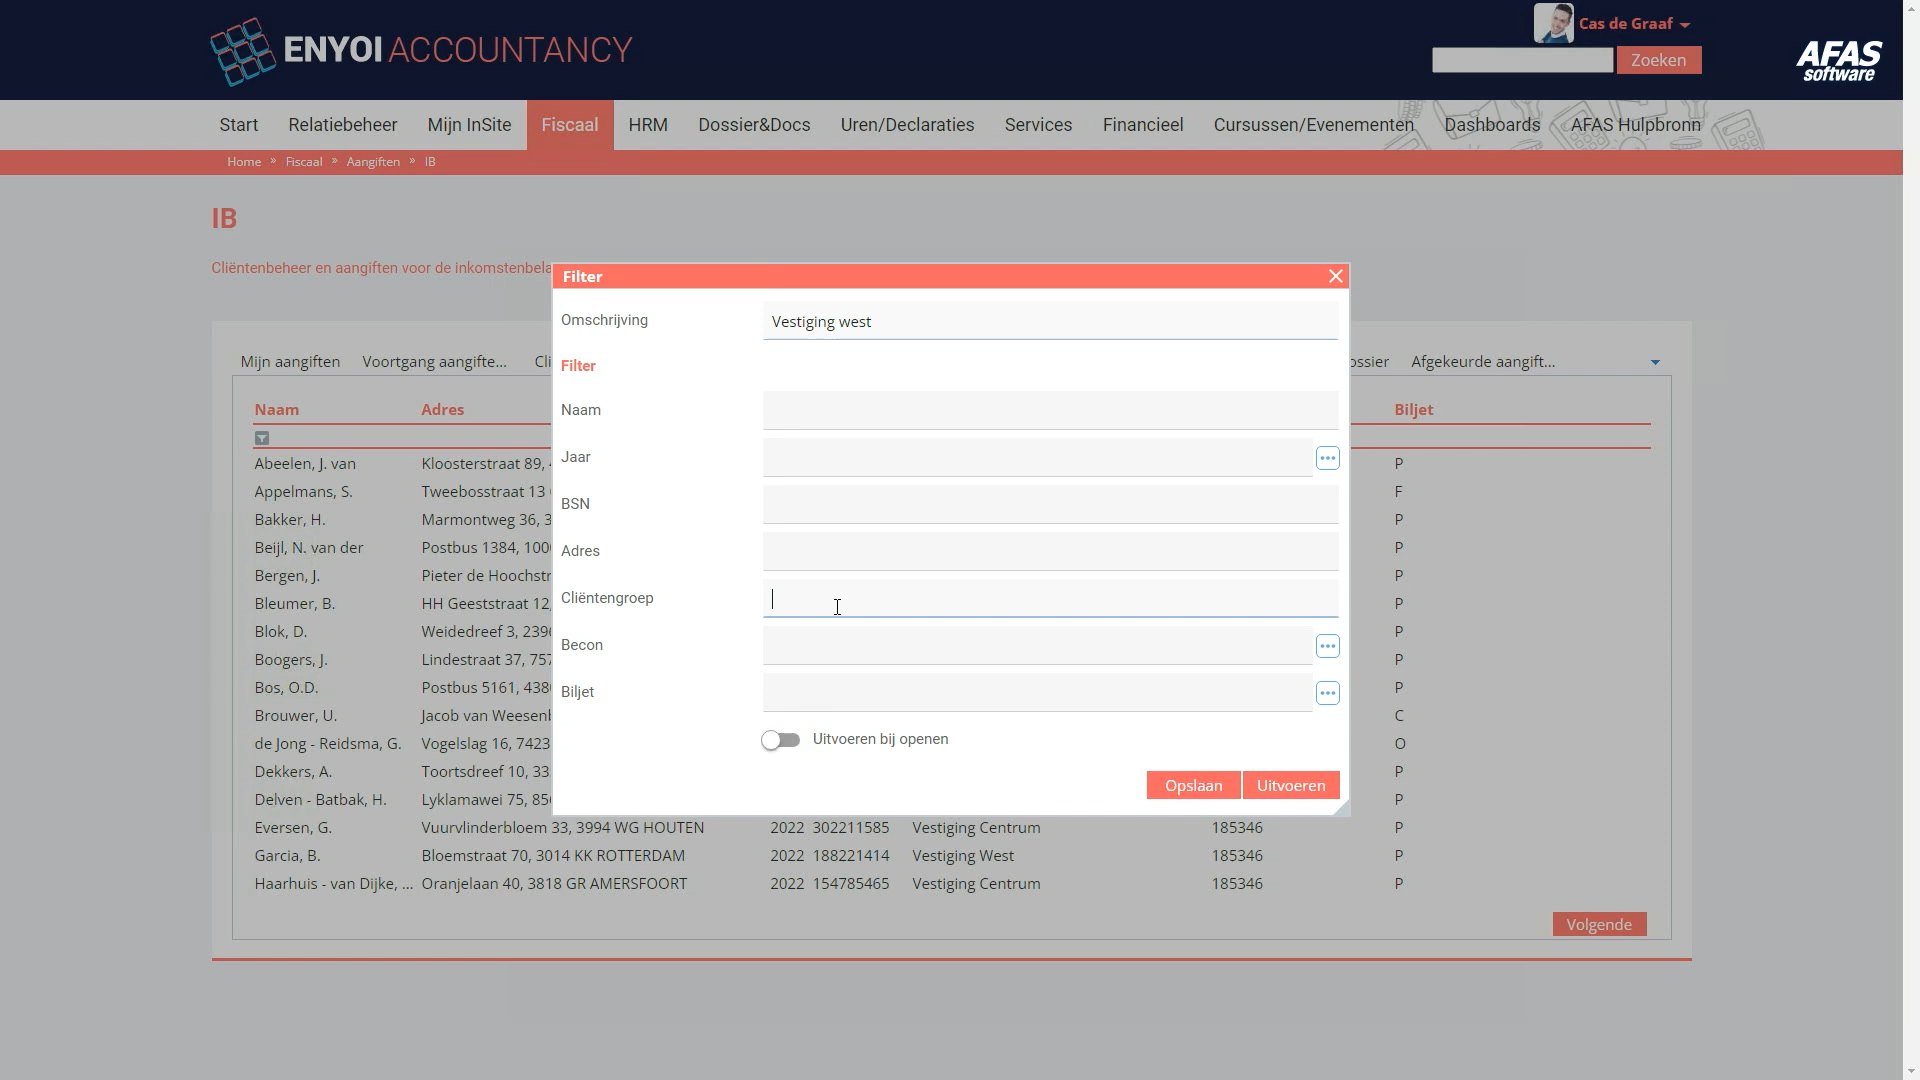 ENYOI ACCOUNTANCY
Cas de Graaf
Zoeken
AFAS
software
Start Relatiebeheer Mijn InSite Fiscaal HRM Dossier&Docs Uren/Declaraties Services Financieel Cursussen/Evenementen Dashboards AFAS Hulpbronn
Home » Fiscaal » Aangiften » IB
IB
Cliëntenbeheer en aangiften voor de inkomstenbela
Filter
Omschrijving Vestiging west
Mijn aangiften Voortgang aangifte... Cli ossier Afgekeurde aangift...
Filter
Naam Adres Biljet
Naam
Jaar
BSN
Adres
Cliëntengroep
Becon
Biljet
Uitvoeren bij openen
Opslaan Uitvoeren
Abeelen, J. van Kloosterstraat 89, P
Appelmans, S. Tweebosstraat 13 F
Bakker, H. Marmontweg 36, 3 P
Beijl, N. van der Postbus 1384, 100 P
Bergen, J. Pieter de Hoochstr P
Bleumer, B. HH Geeststraat 12, P
Blok, D. Weidedreef 3, 239 P
Boogers, J. Lindestraat 37, 757 P
Bos, O.D. Postbus 5161, 438 P
Brouwer, U. Jacob van Weesen C
de Jong - Reidsma, G. Vogelslag 16, 7423 O
Dekkers, A. Toortsdreef 10, 33 P
Delven - Batbak, H. Lyklamawei 75, 85 P
Eversen, G. Vuurvlinderbloem 33, 3994 WG HOUTEN 2022 302211585 Vestiging Centrum 185346 P
Garcia, B. Bloemstraat 70, 3014 KK ROTTERDAM 2022 188221414 Vestiging West 185346 P
Haarhuis - van Dijke, ... Oranjelaan 40, 3818 GR AMERSFOORT 2022 154785465 Vestiging Centrum 185346 P
Volgende